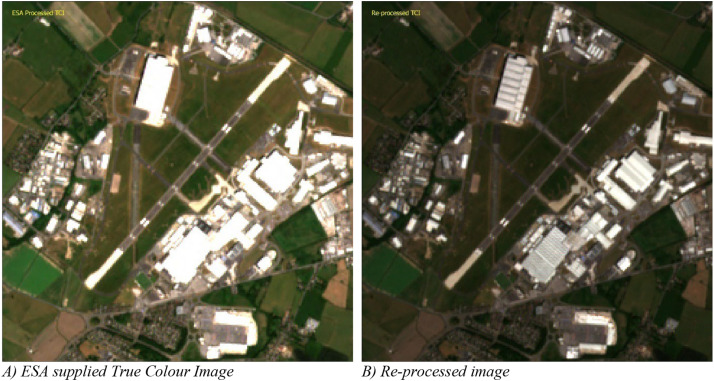 ESA Processed TCI
Re-processed TCI
A) ESA supplied True Colour Image
B) Re-processed image